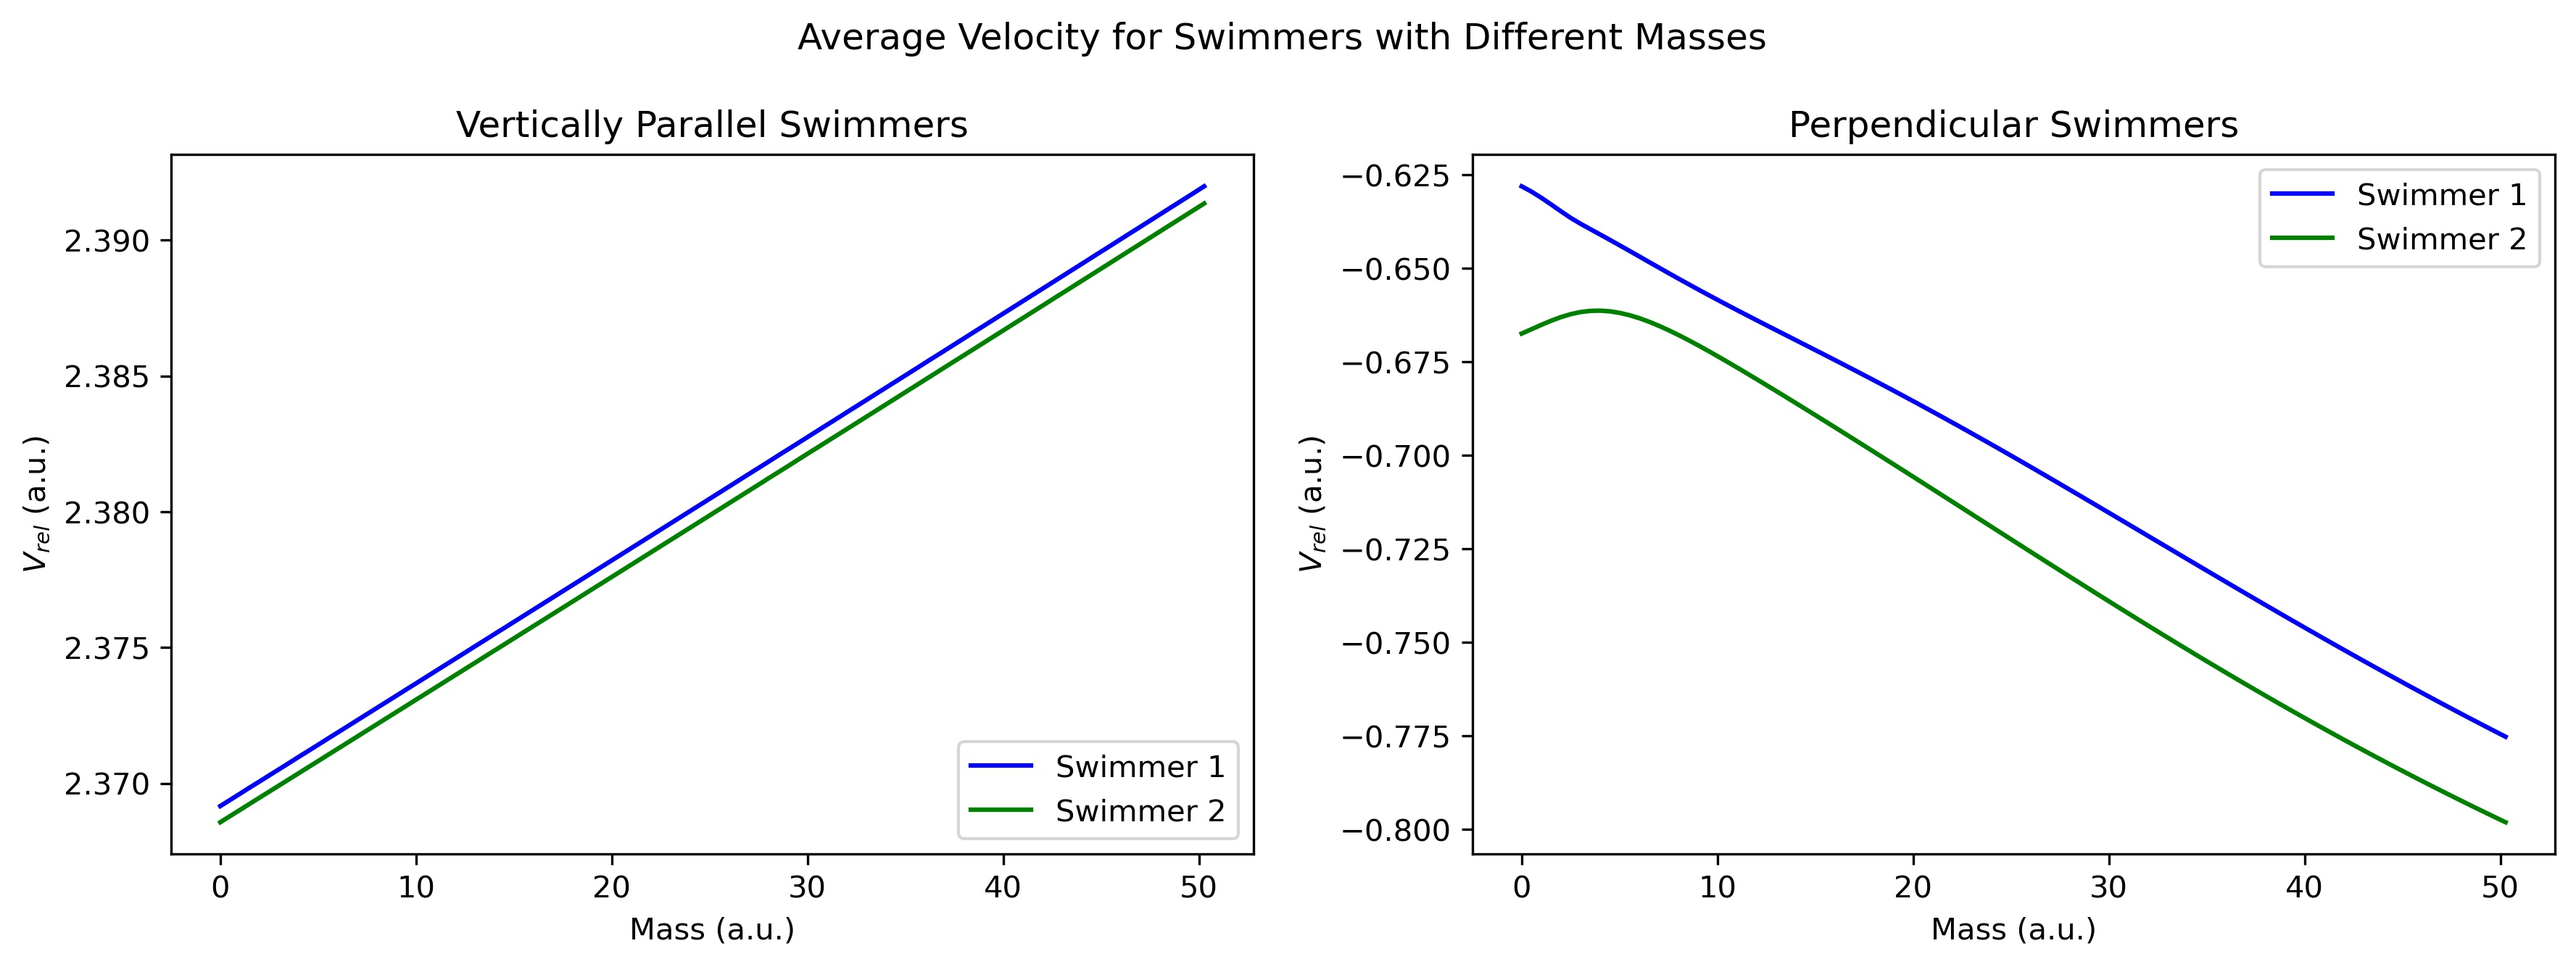 Average Velocity for Swimmers with Different Masses
Vertically Parallel Swimmers
2.390
2.385
2.380
2.375
2.370
V_rel (a.u.)
0 10 20 30 40 50
Mass (a.u.)
Swimmer 1
Swimmer 2
Perpendicular Swimmers
−0.625
−0.650
−0.675
−0.700
−0.725
−0.750
−0.775
−0.800
V_rel (a.u.)
0 10 20 30 40 50
Mass (a.u.)
Swimmer 1
Swimmer 2